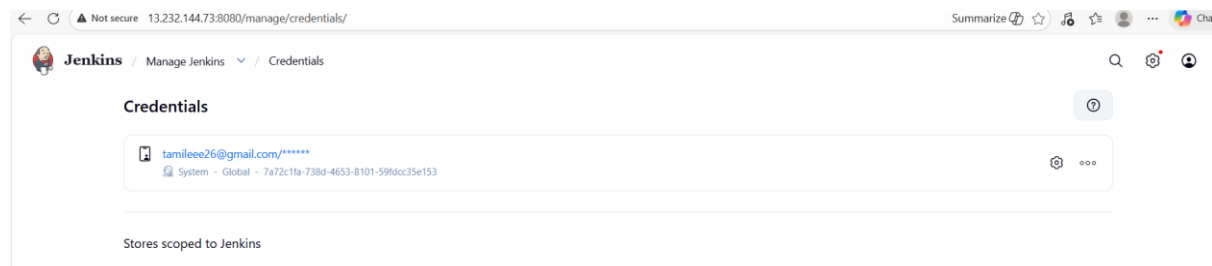 Not secure 13.232.144.73:8080/manage/credentials/ Summarize Cha
Jenkins / Manage Jenkins / Credentials
Credentials
tamileee26@gmail.com/******
System - Global - 7a72c1fa-738d-4653-8101-59fdcc35e153
Stores scoped to Jenkins